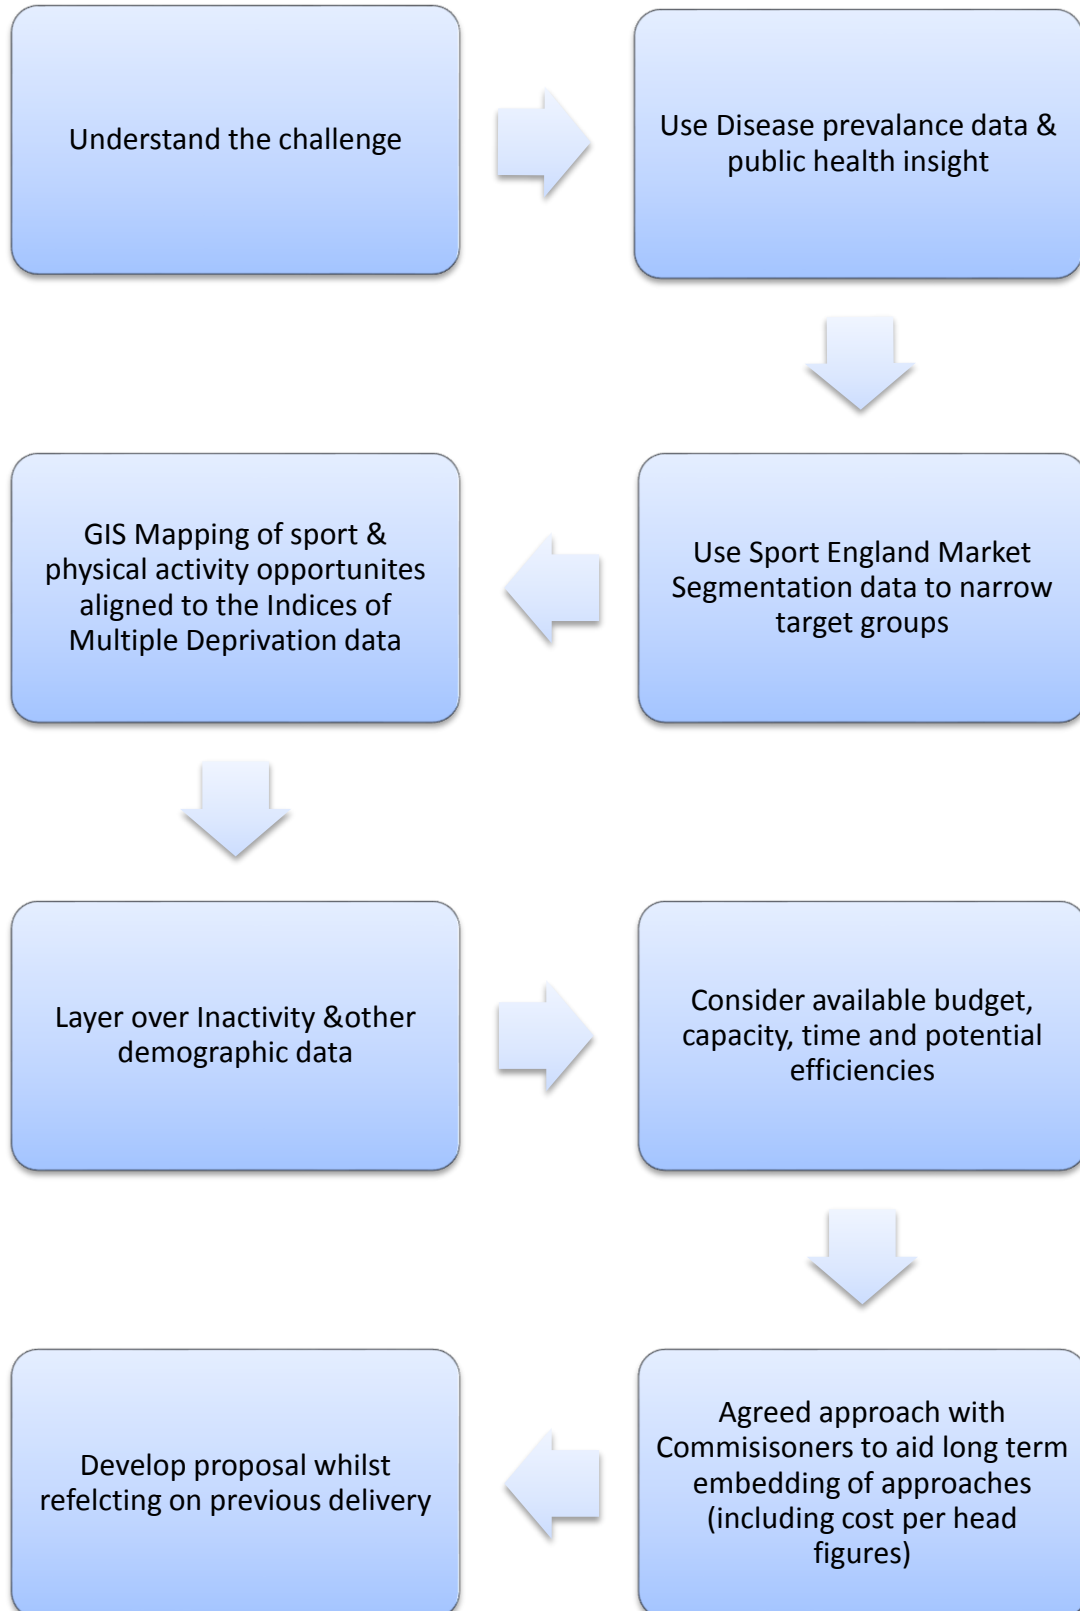 Understand the challenge
Use Disease prevalance data &
public health insight
Use Sport England Market
Segmentation data to narrow
target groups
GIS Mapping of sport &
physical activity opportunites
aligned to the Indices of
Multiple Deprivation data
Layer over Inactivity &other
demographic data
Consider available budget,
capacity, time and potential
efficiencies
Agreed approach with
Commisisoners to aid long term
embedding of approaches
(including cost per head
figures)
Develop proposal whilst
refelcting on previous delivery